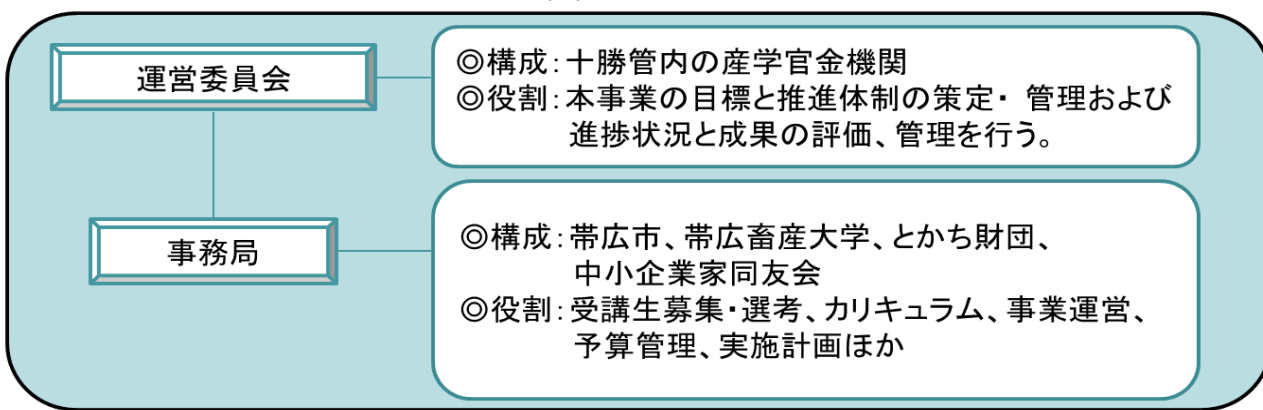 運営委員会
◎構成：十勝管内の産学官金機関
◎役割：本事業の目標と推進体制の策定・ 管理および
進捗状況と成果の評価、管理を行う。
事務局
◎構成：帯広市、帯広畜産大学、とかち財団、
中小企業家同友会
◎役割：受講生募集・選考、カリキュラム、事業運営、
予算管理、実施計画ほか